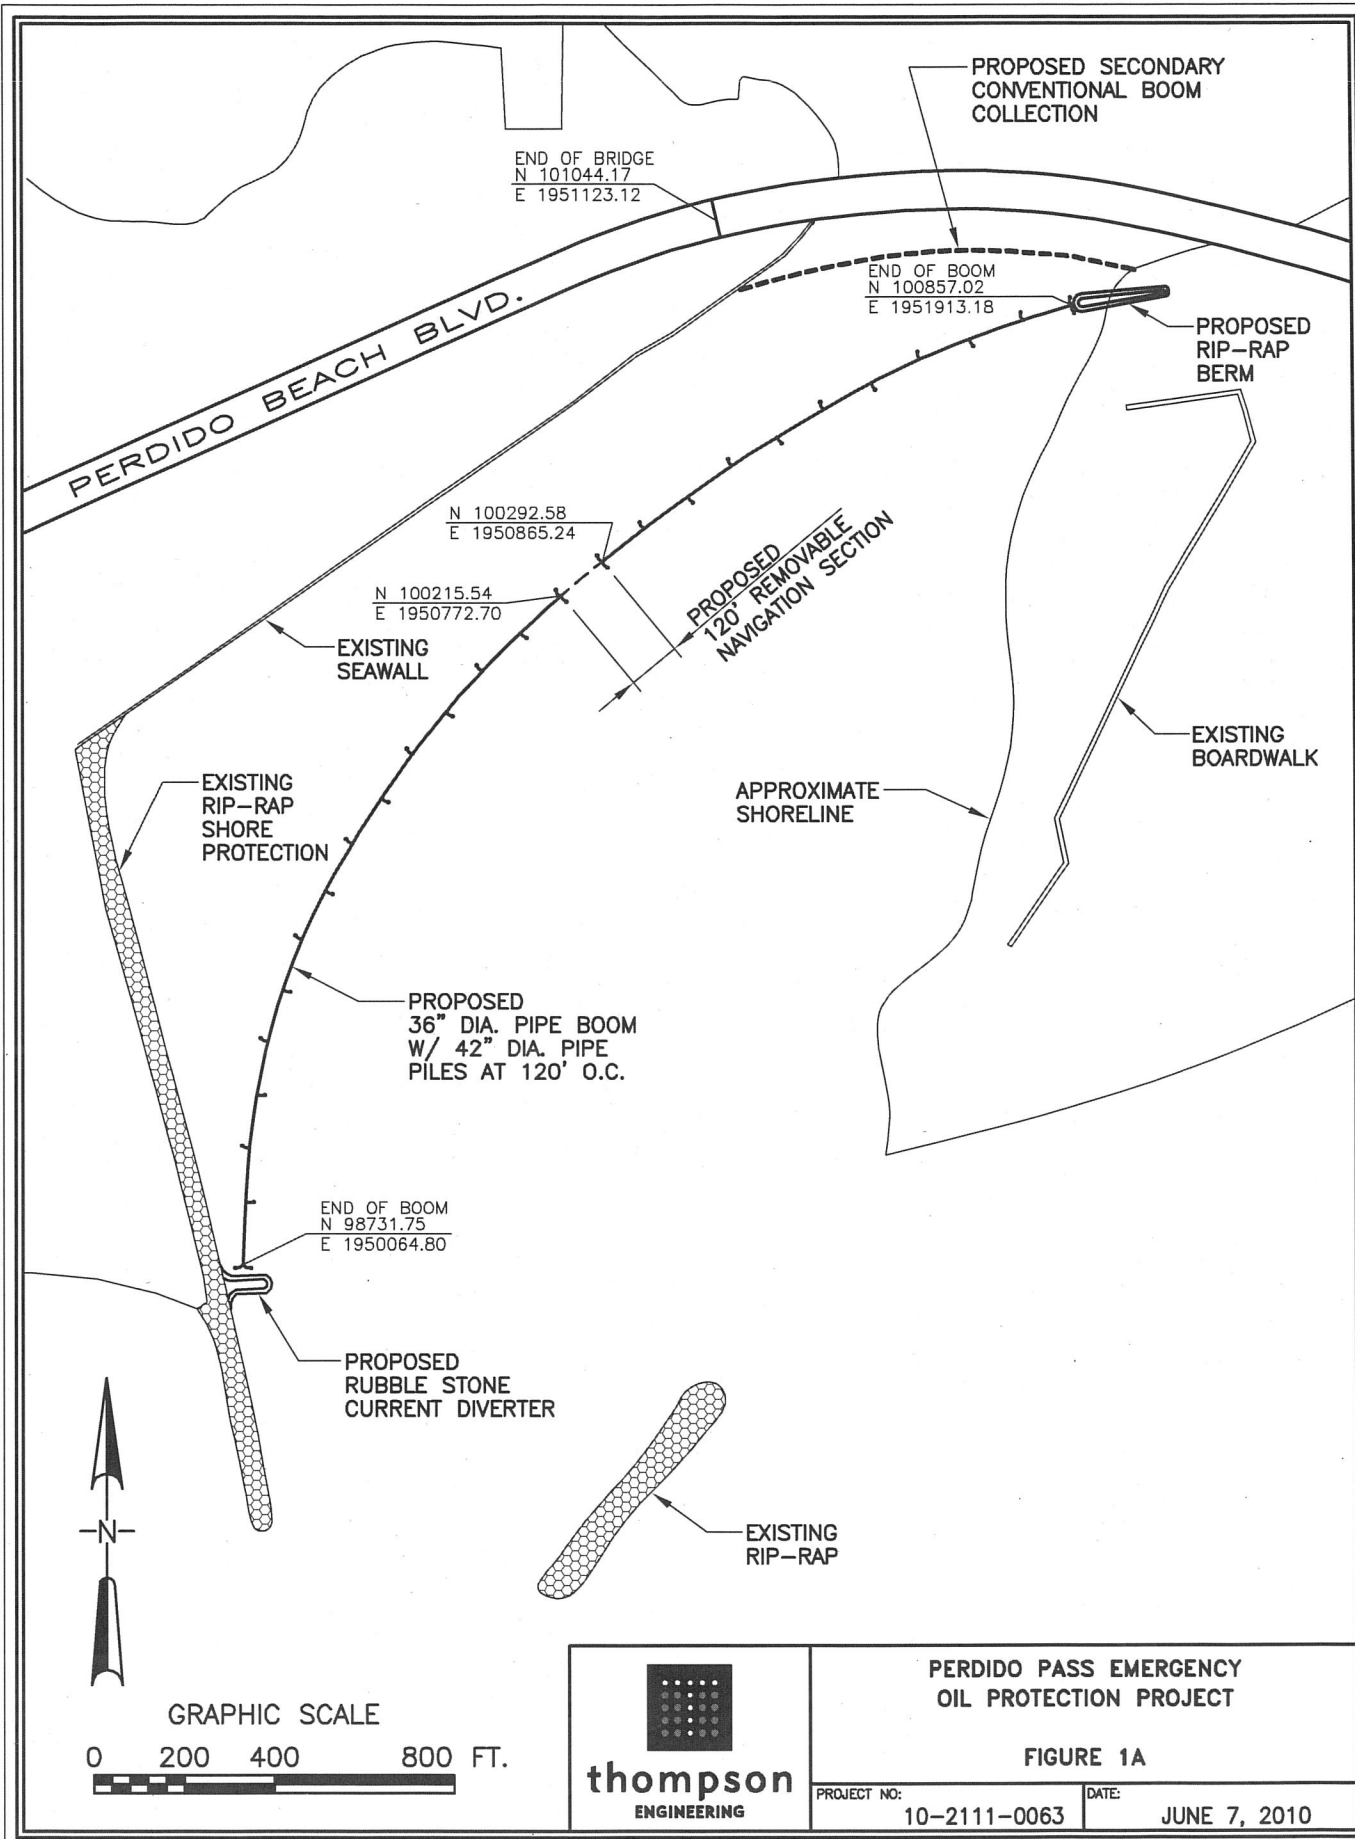 PROPOSED SECONDARY
CONVENTIONAL BOOM
COLLECTION
END OF BRIDGE
N 101044.17
E 1951123.12
END OF BOOM
N 100857.02
E 1951913.18
PROPOSED
RIP-RAP
BERM
PERDIDO BEACH BLVD.
N 100292.58
E 1950865.24
PROPOSED
120' REMOVABLE
NAVIGATION SECTION
N 100215.54
E 1950772.70
EXISTING
SEAWALL
EXISTING
BOARDWALK
EXISTING
RIP-RAP
SHORE
PROTECTION
APPROXIMATE
SHORELINE
PROPOSED
36" DIA. PIPE BOOM
W/ 42" DIA. PIPE
PILES AT 120' O.C.
END OF BOOM
N 98731.75
E 1950064.80
PROPOSED
RUBBLE STONE
CURRENT DIVERTER
EXISTING
RIP-RAP
-N-
GRAPHIC SCALE
0 200 400 800 FT.
thompson
ENGINEERING
PERDIDO PASS EMERGENCY
OIL PROTECTION PROJECT
FIGURE 1A
PROJECT NO:
10-2111-0063
DATE:
JUNE 7, 2010